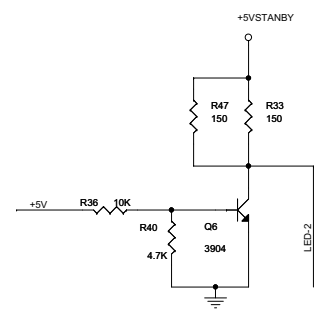 +5VSTANBY
R47
150
R33
150
+5V
R36
10K
R40
4.7K
Q6
3904
LED-2